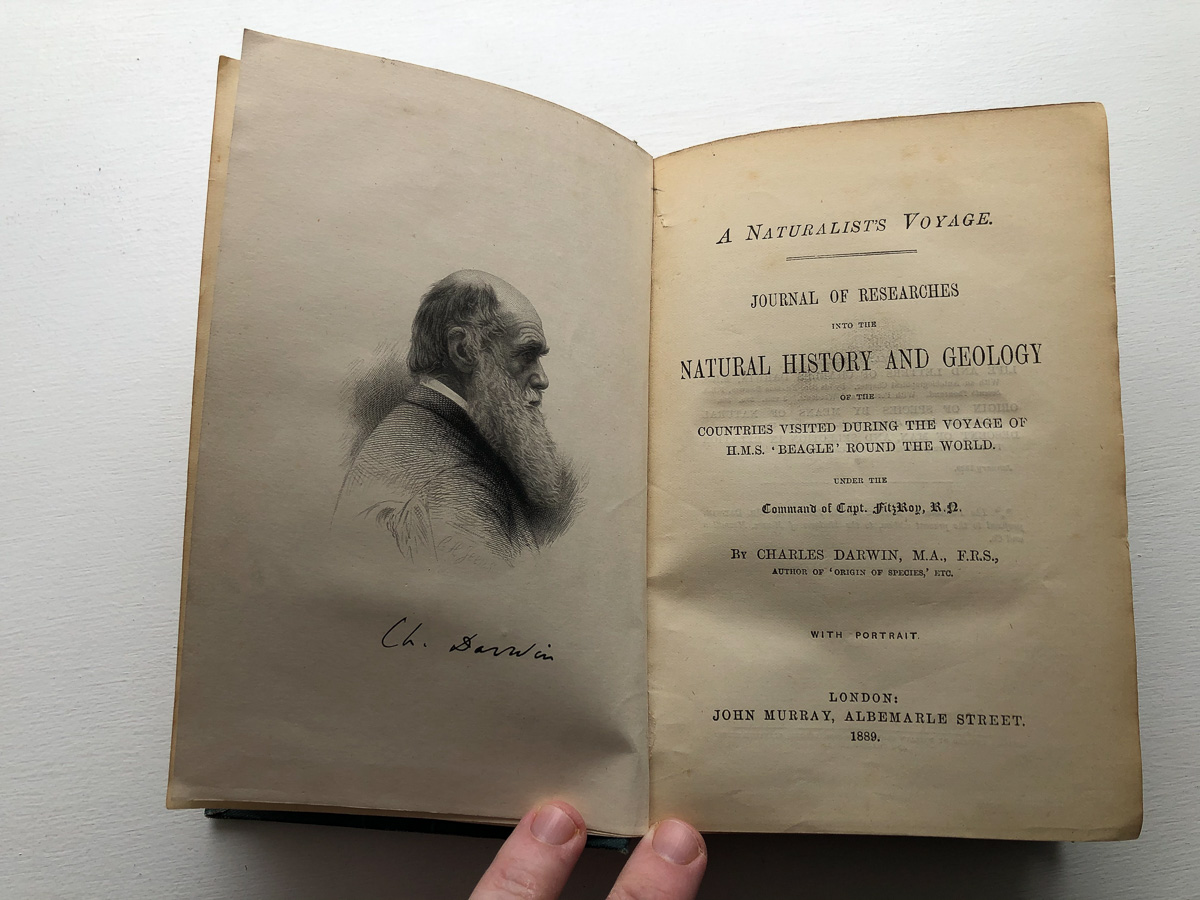 Ch. Darwin
A NATURALIST'S VOYAGE.
JOURNAL OF RESEARCHES
INTO THE
NATURAL HISTORY AND GEOLOGY
OF THE
COUNTRIES VISITED DURING THE VOYAGE OF
H.M.S. 'BEAGLE' ROUND THE WORLD.
UNDER THE
Command of Capt. FitzRoy, R.N.
BY CHARLES DARWIN, M.A., F.R.S.,
AUTHOR OF 'ORIGIN OF SPECIES,' ETC.
WITH PORTRAIT.
LONDON:
JOHN MURRAY, ALBEMARLE STREET.
1889.